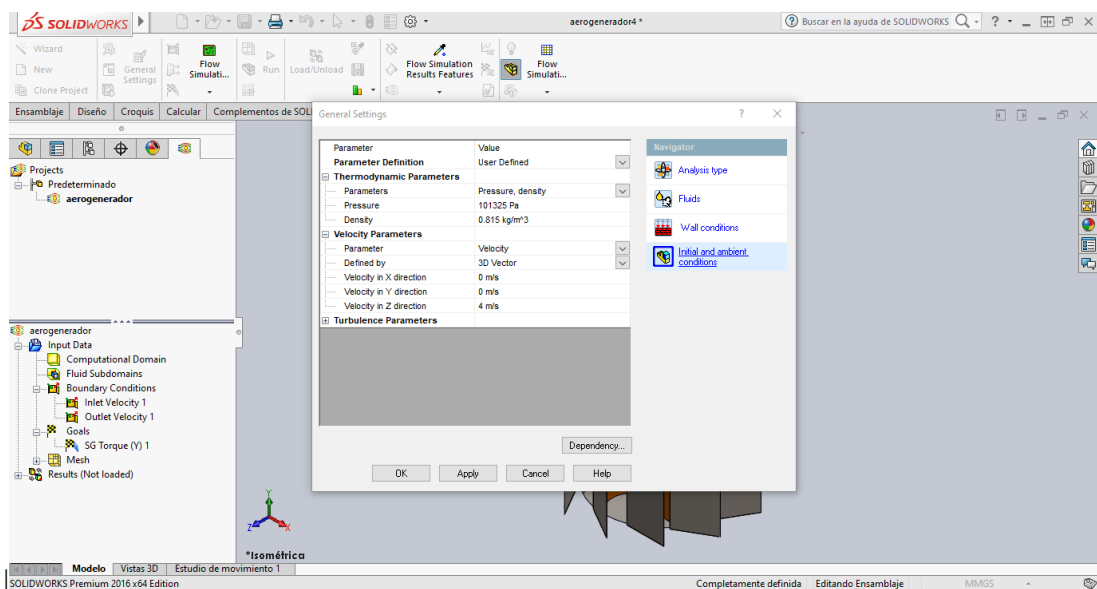 SOLIDWORKS
aerogenerador4 *
Buscar en la ayuda de SOLIDWORKS
Wizard
New
Clone Project
General Settings
Flow Simulati...
Run
Load/Unload
Flow Simulation Results Features
Flow Simulati...
Ensamblaje Diseño Croquis Calcular Complementos de SOL
Projects
Predeterminado
aerogenerador
aerogenerador
Input Data
Computational Domain
Fluid Subdomains
Boundary Conditions
Inlet Velocity 1
Outlet Velocity 1
Goals
SG Torque (Y) 1
Mesh
Results (Not loaded)
General Settings
Parameter Value
Parameter Definition User Defined
Thermodynamic Parameters
Parameters Pressure, density
Pressure 101325 Pa
Density 0.815 kg/m^3
Velocity Parameters
Parameter Velocity
Defined by 3D Vector
Velocity in X direction 0 m/s
Velocity in Y direction 0 m/s
Velocity in Z direction 4 m/s
Turbulence Parameters
Dependency...
OK Apply Cancel Help
Navigator
Analysis type
Fluids
Wall conditions
Initial and ambient
conditions
Y
Z X
*Isométrica
Modelo Vistas 3D Estudio de movimiento 1
SOLIDWORKS Premium 2016 x64 Edition
Completamente definida Editando Ensamblaje MMGS